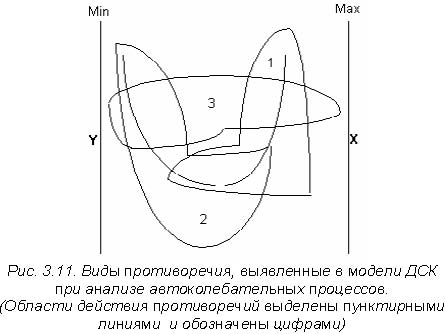 Min Max
1
3
Y X
2
Рис. 3.11. Виды противоречия, выявленные в модели ДСК
при анализе автоколебательных процессов.
(Области действия противоречий выделены пунктирными
линиями и обозначены цифрами)